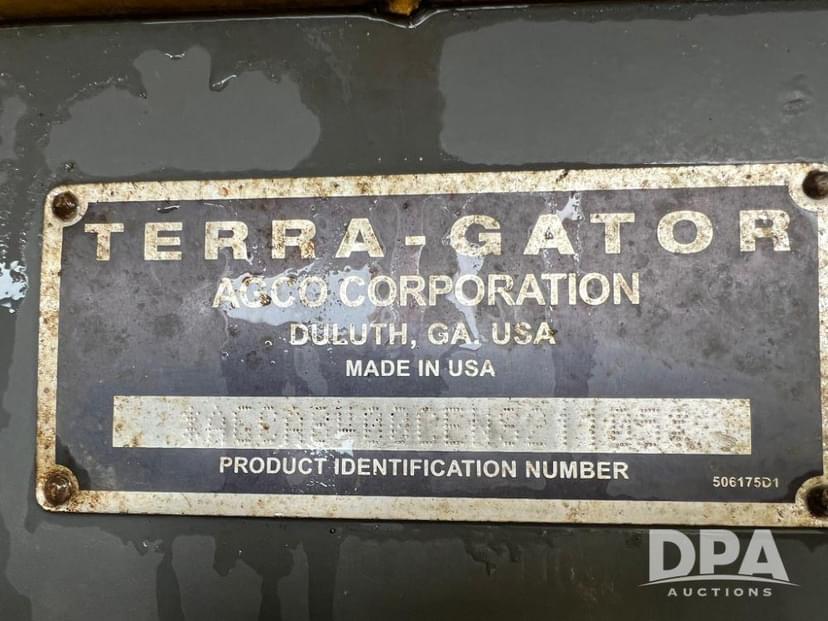 TERRA-GATOR
AGCO CORPORATION
DULUTH, GA. USA
MADE IN USA
PRODUCT IDENTIFICATION NUMBER
506175D1
DPA
AUCTIONS